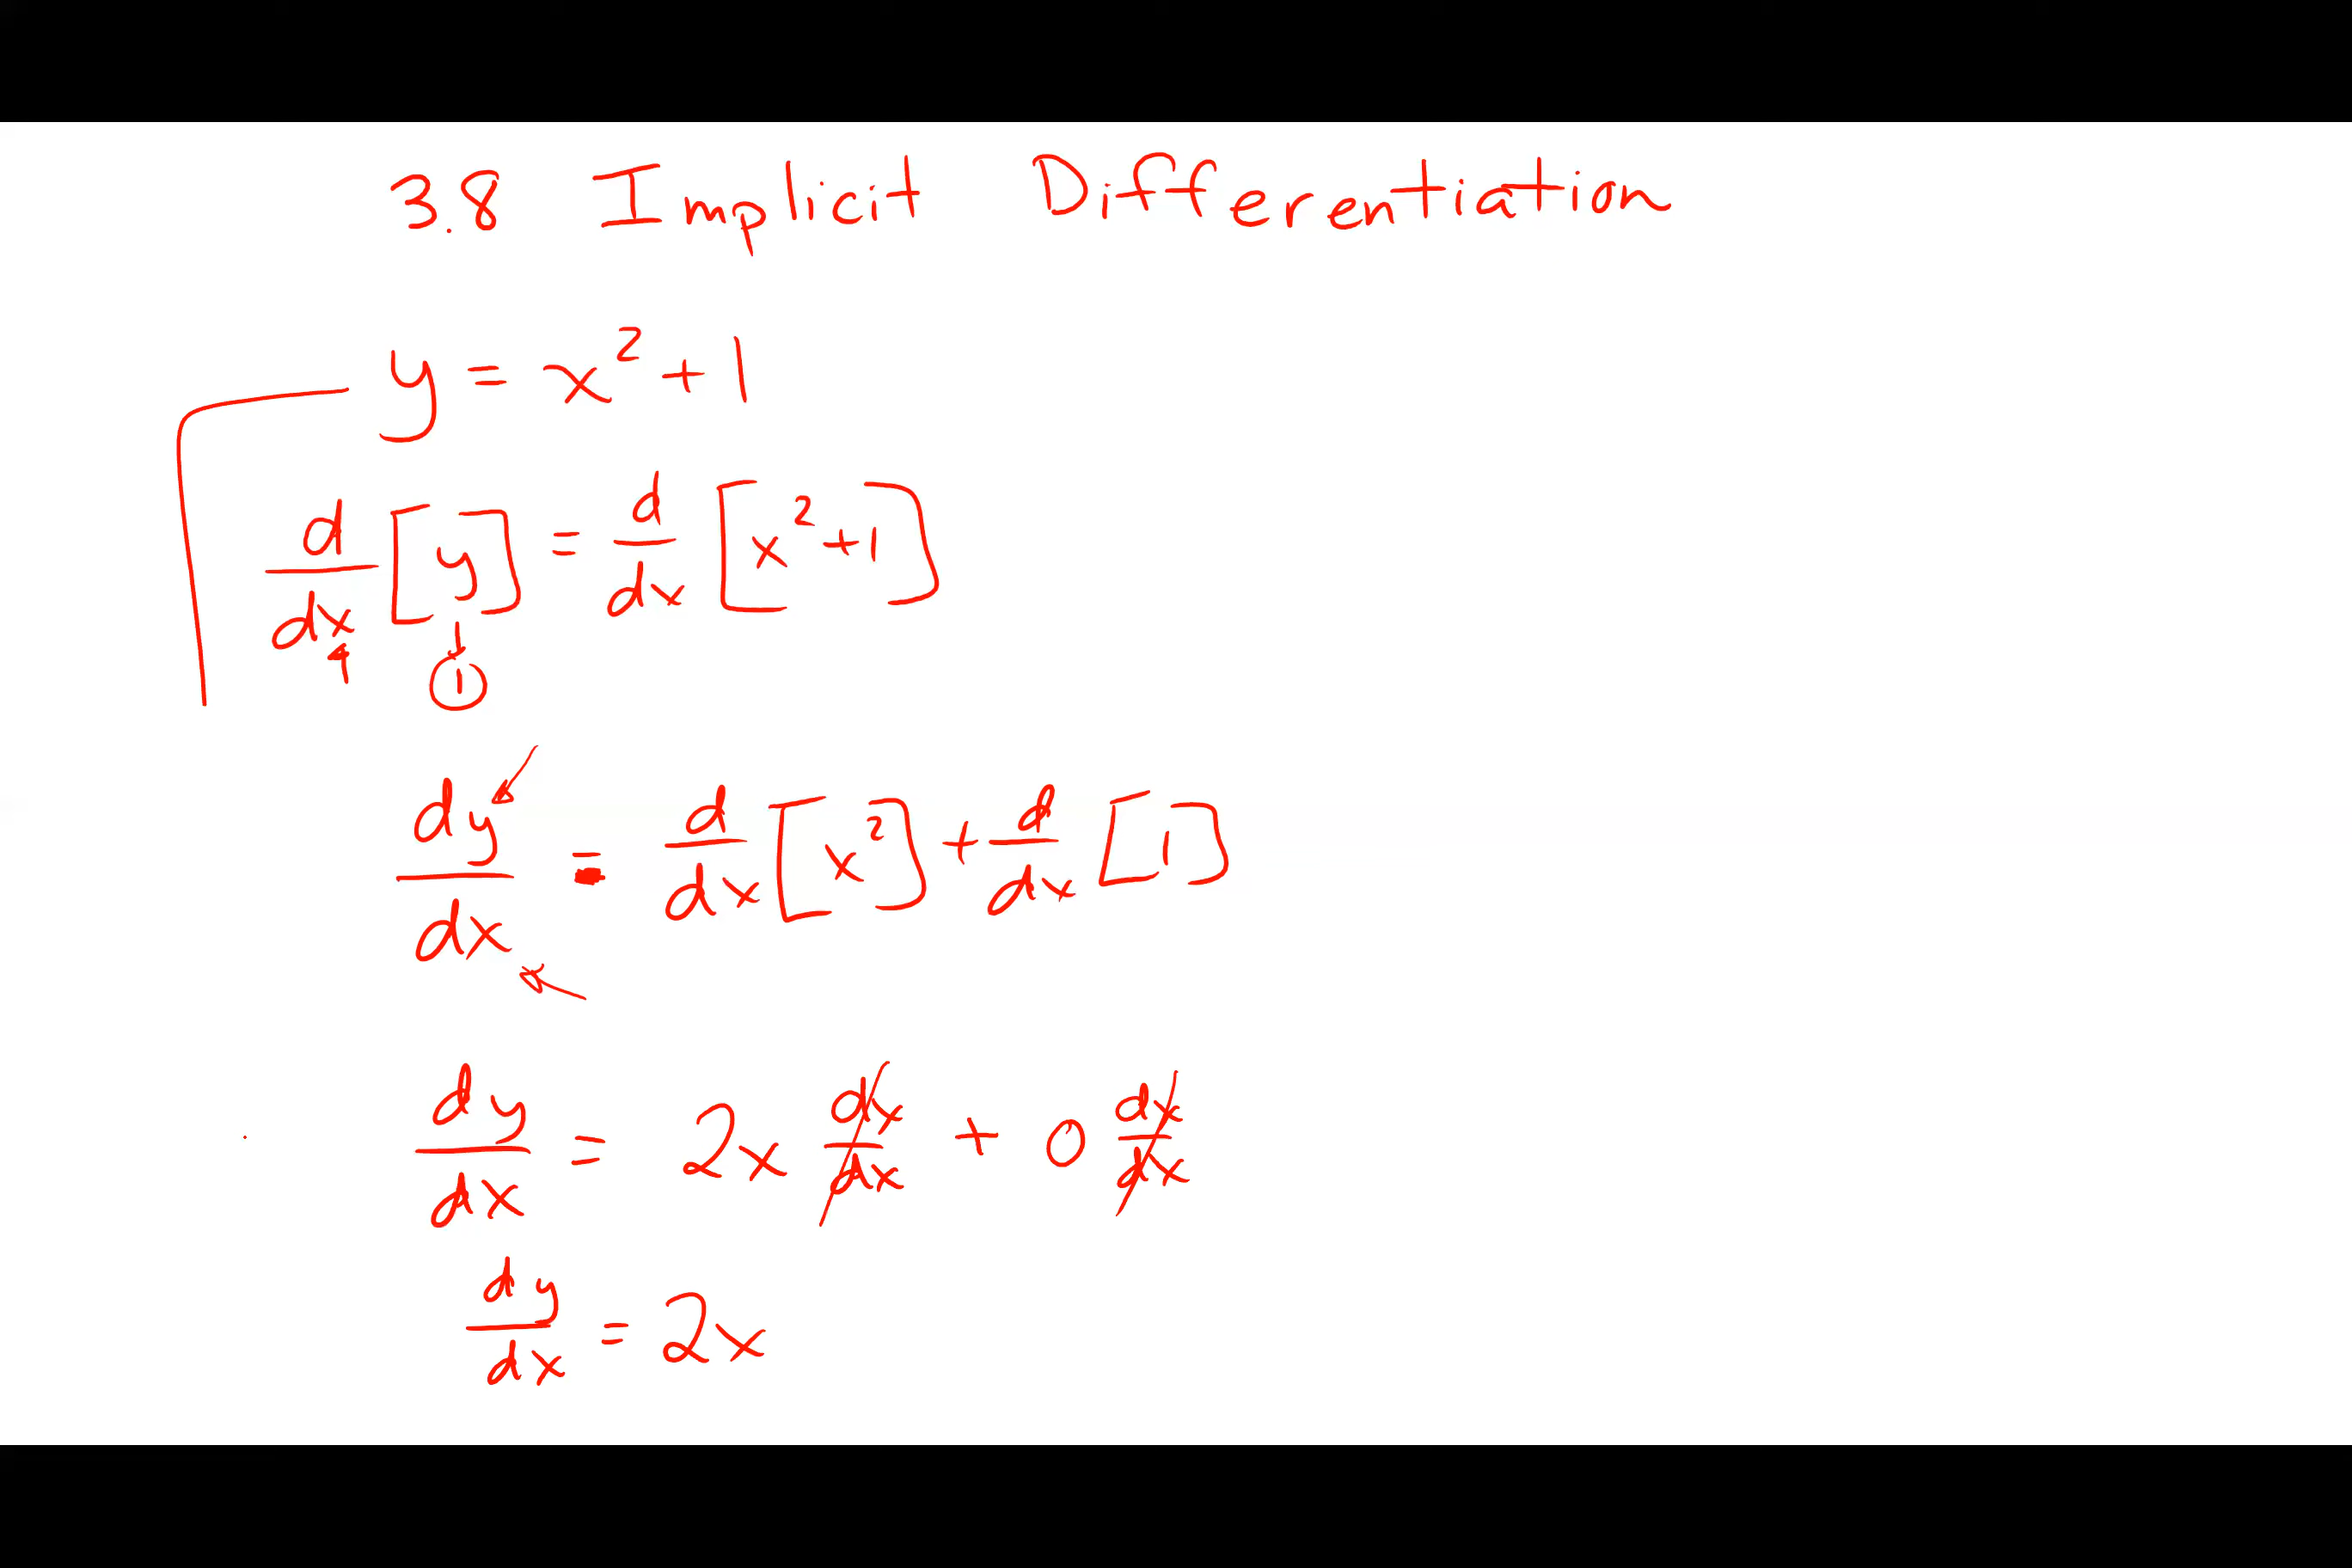 3.8 Implicit Differentiation
y = x² + 1
d/dx [y] = d/dx [x² + 1]
①
dy/dx = d/dx [x²] + d/dx [1]
dy/dx = 2x dx/dx + 0 dx/dx
dy/dx = 2x